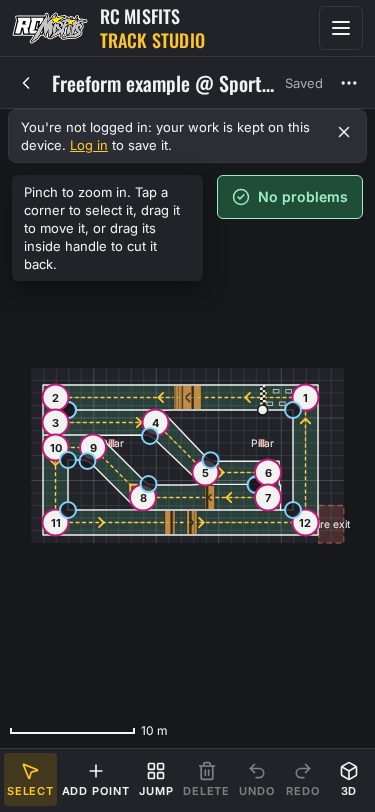 RC Misfits
RC MISFITS
TRACK STUDIO
Freeform example @ Sport...
Saved
You're not logged in: your work is kept on this
device. Log in to save it.
Pinch to zoom in. Tap a
corner to select it, drag it
to move it, or drag its
inside handle to cut it
back.
No problems
2
1
3
4
10
9
Pillar
5
6
8
7
11
12
10 m
SELECT
ADD POINT
JUMP
DELETE
UNDO
REDO
3D